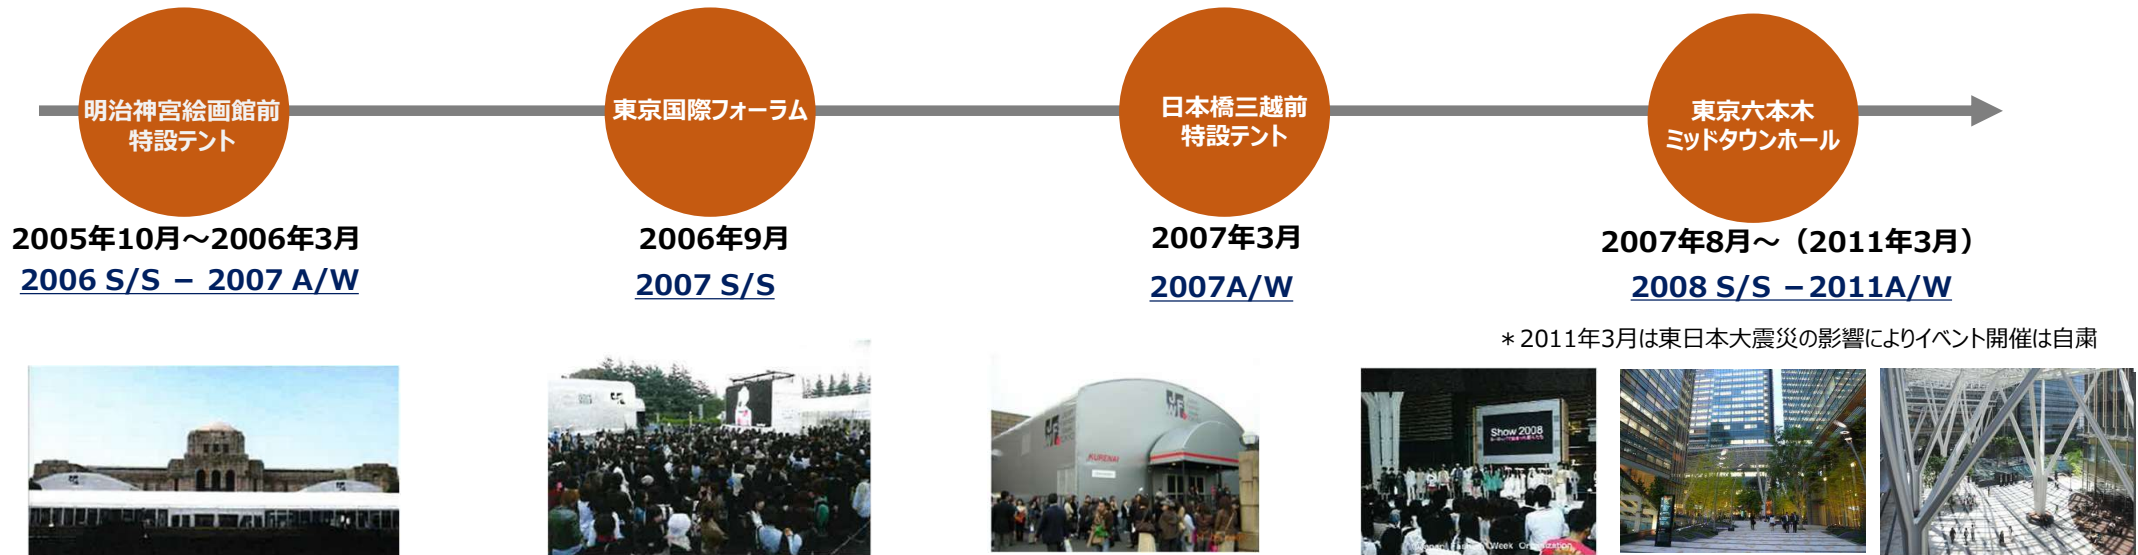 明治神宮絵画館前
特設テント
東京国際フォーラム
日本橋三越前
特設テント
東京六本木
ミッドタウンホール
2005年10月～2006年3月
2006 S/S － 2007 A/W
2006年9月
2007 S/S
2007年3月
2007A/W
2007年8月～（2011年3月）
2008 S/S －2011A/W
＊2011年3月は東日本大震災の影響によりイベント開催は自粛
JFW
KURENAI
Show 2008
Japan Fashion Week Organization